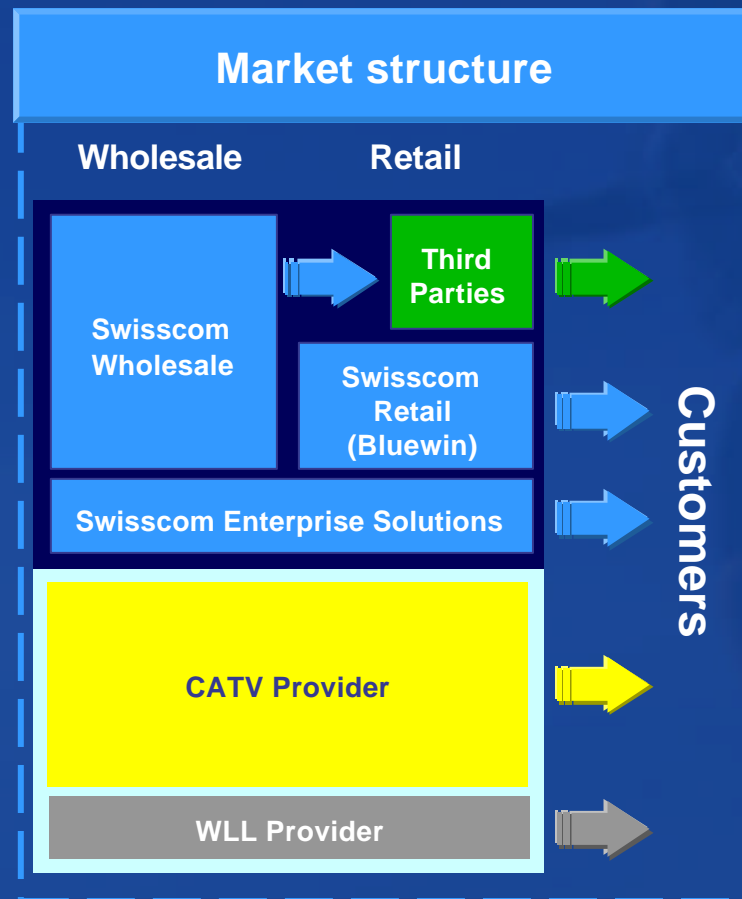 Market structure
Wholesale
Retail
Swisscom
Wholesale
Third
Parties
Swisscom
Retail
(Bluewin)
Swisscom Enterprise Solutions
CATV Provider
WLL Provider
Customers